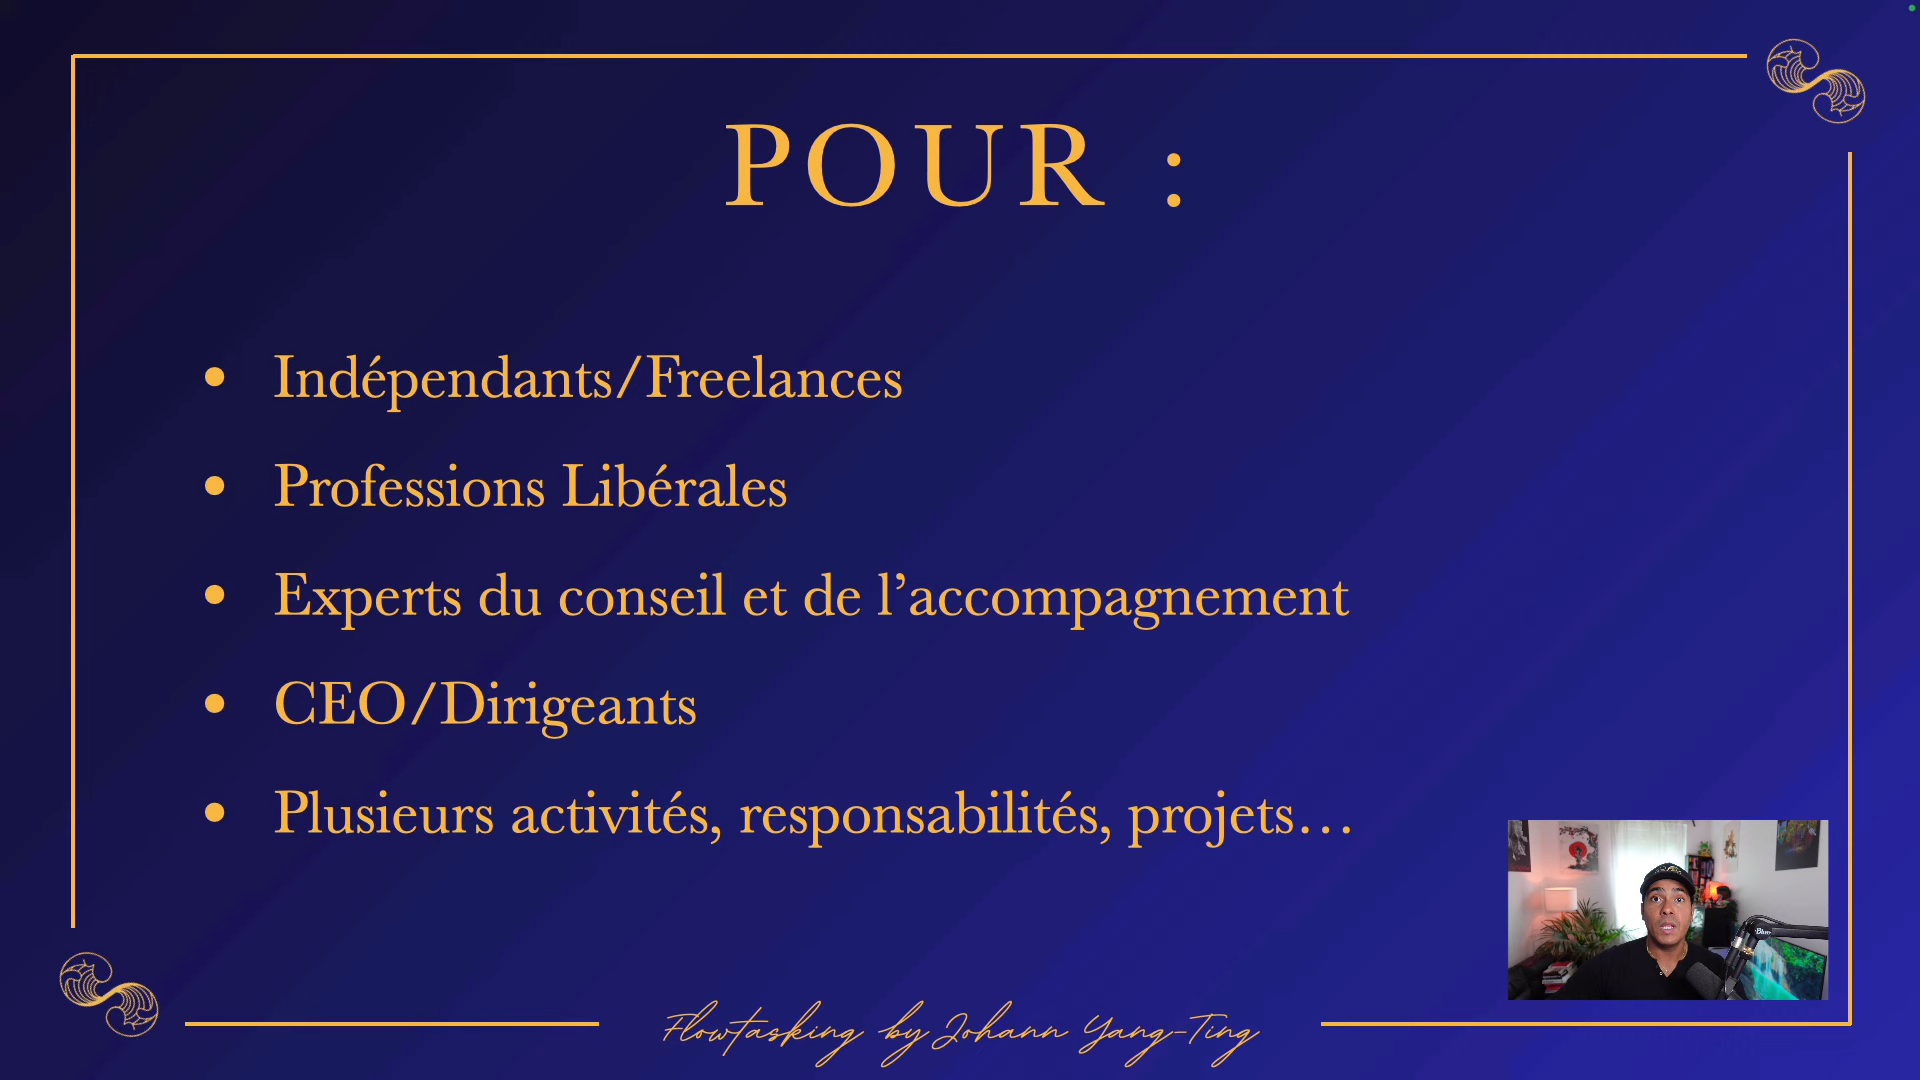 POUR :
• Indépendants/Freelances
• Professions Libérales
• Experts du conseil et de l’accompagnement
• CEO/Dirigeants
• Plusieurs activités, responsabilités, projets…
Flowtasking by Johann Yang-Ting
Blue